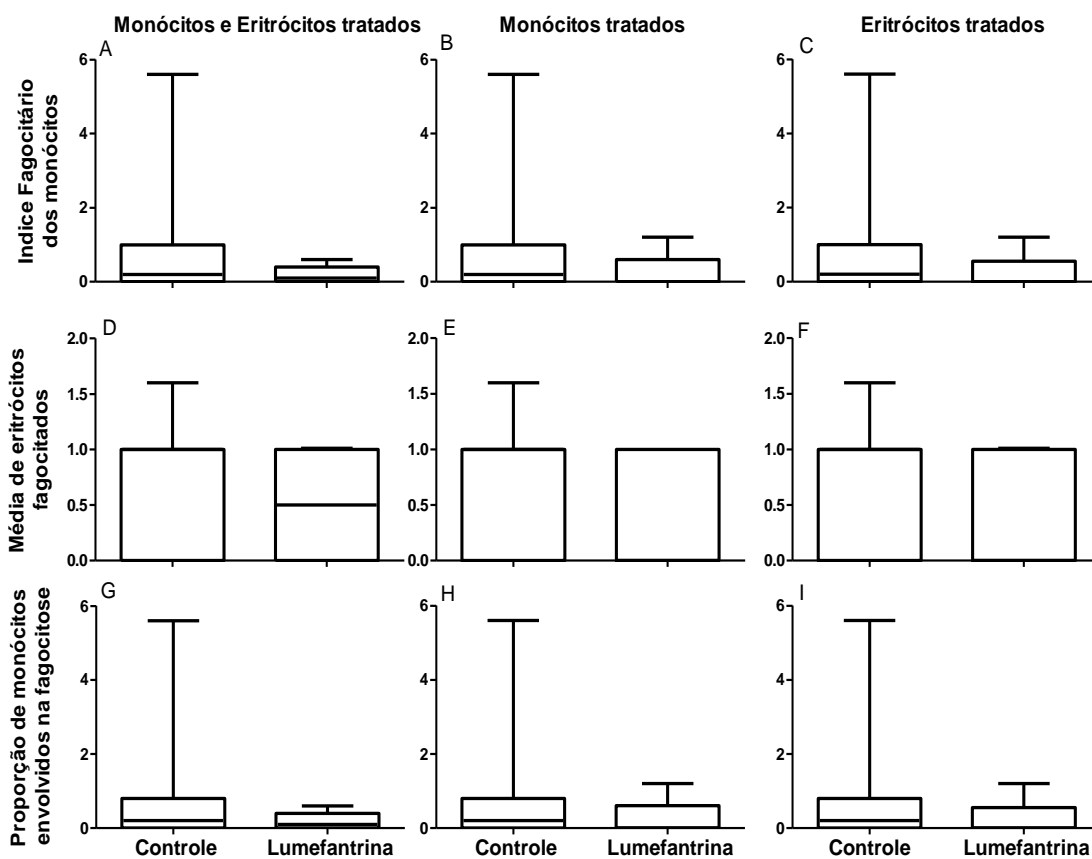 Monócitos e Eritrócitos tratados
Monócitos tratados
Eritrócitos tratados
Indice Fagocitário
dos monócitos
A
6
4
2
0
B
6
4
2
0
C
6
4
2
0
Média de eritrócitos
fagocitados
D
2.0
1.5
1.0
0.5
0.0
E
2.0
1.5
1.0
0.5
0.0
F
2.0
1.5
1.0
0.5
0.0
Proporção de monócitos
envolvidos na fagocitose
G
6
4
2
0
H
6
4
2
0
I
6
4
2
0
Controle
Lumefantrina
Controle
Lumefantrina
Controle
Lumefantrina